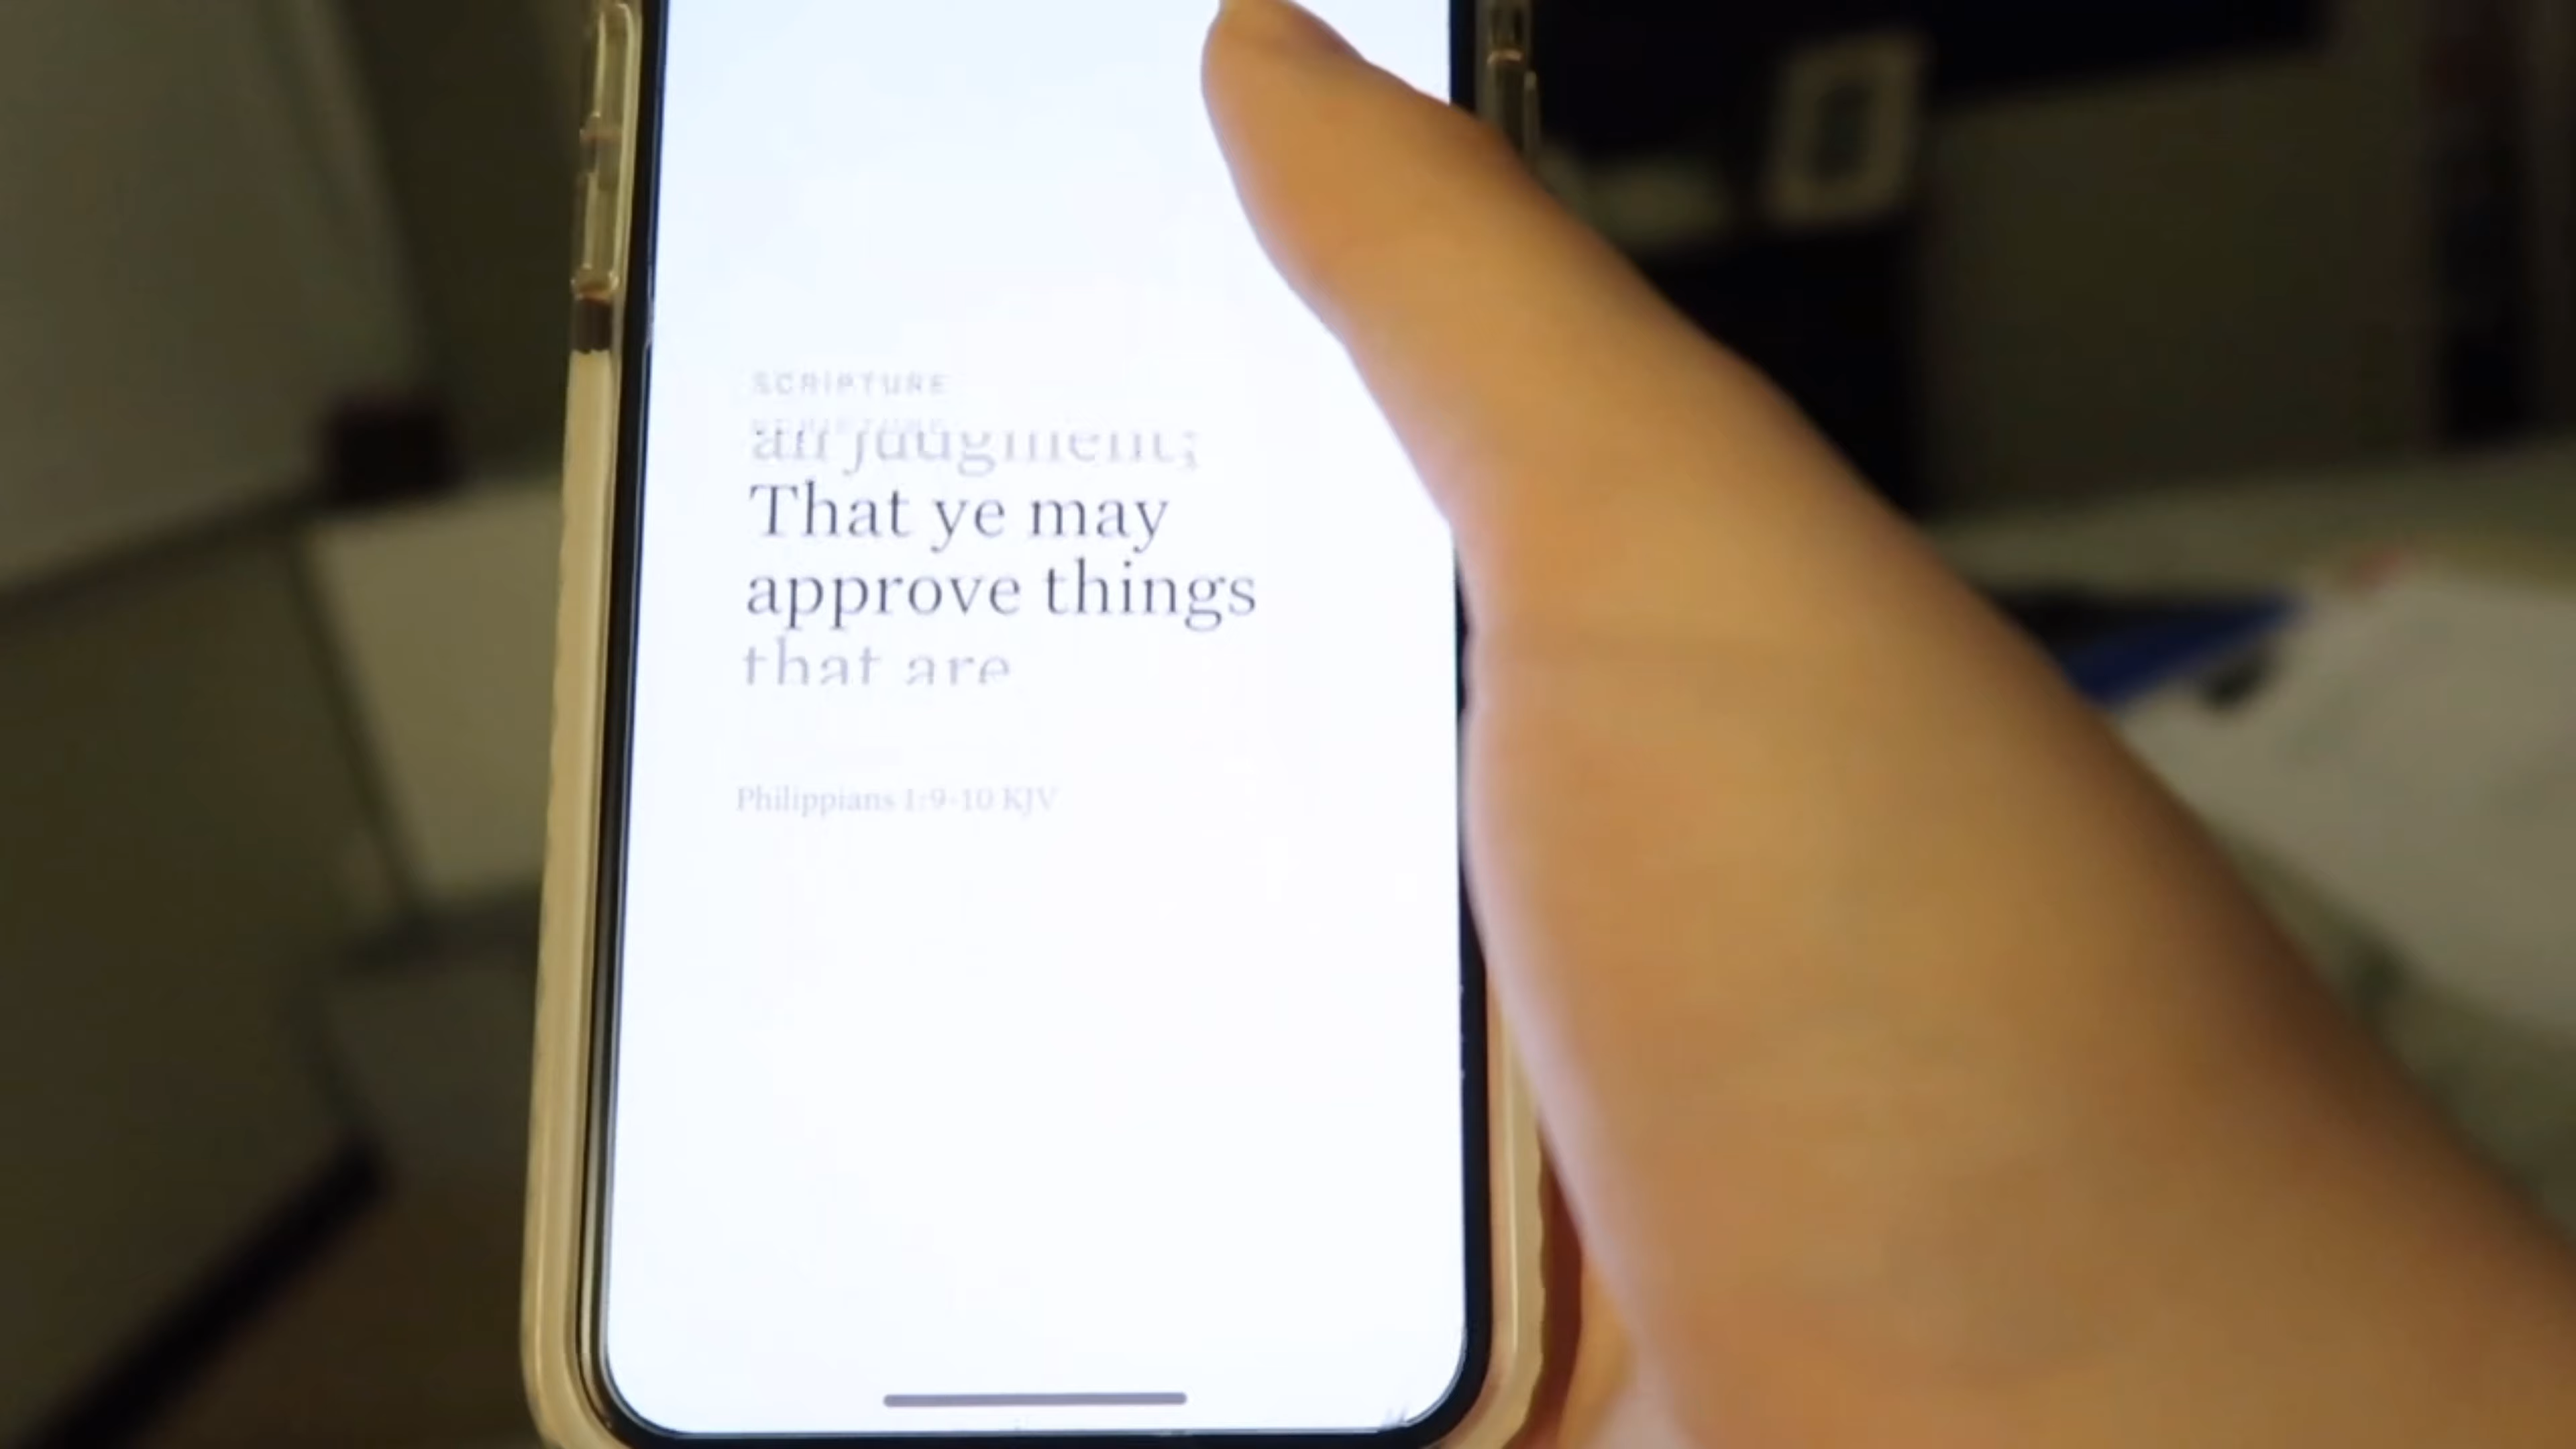 SCRIPTURE
all judgment;
That ye may
approve things
that are
Philippians 1:9-10 KJV